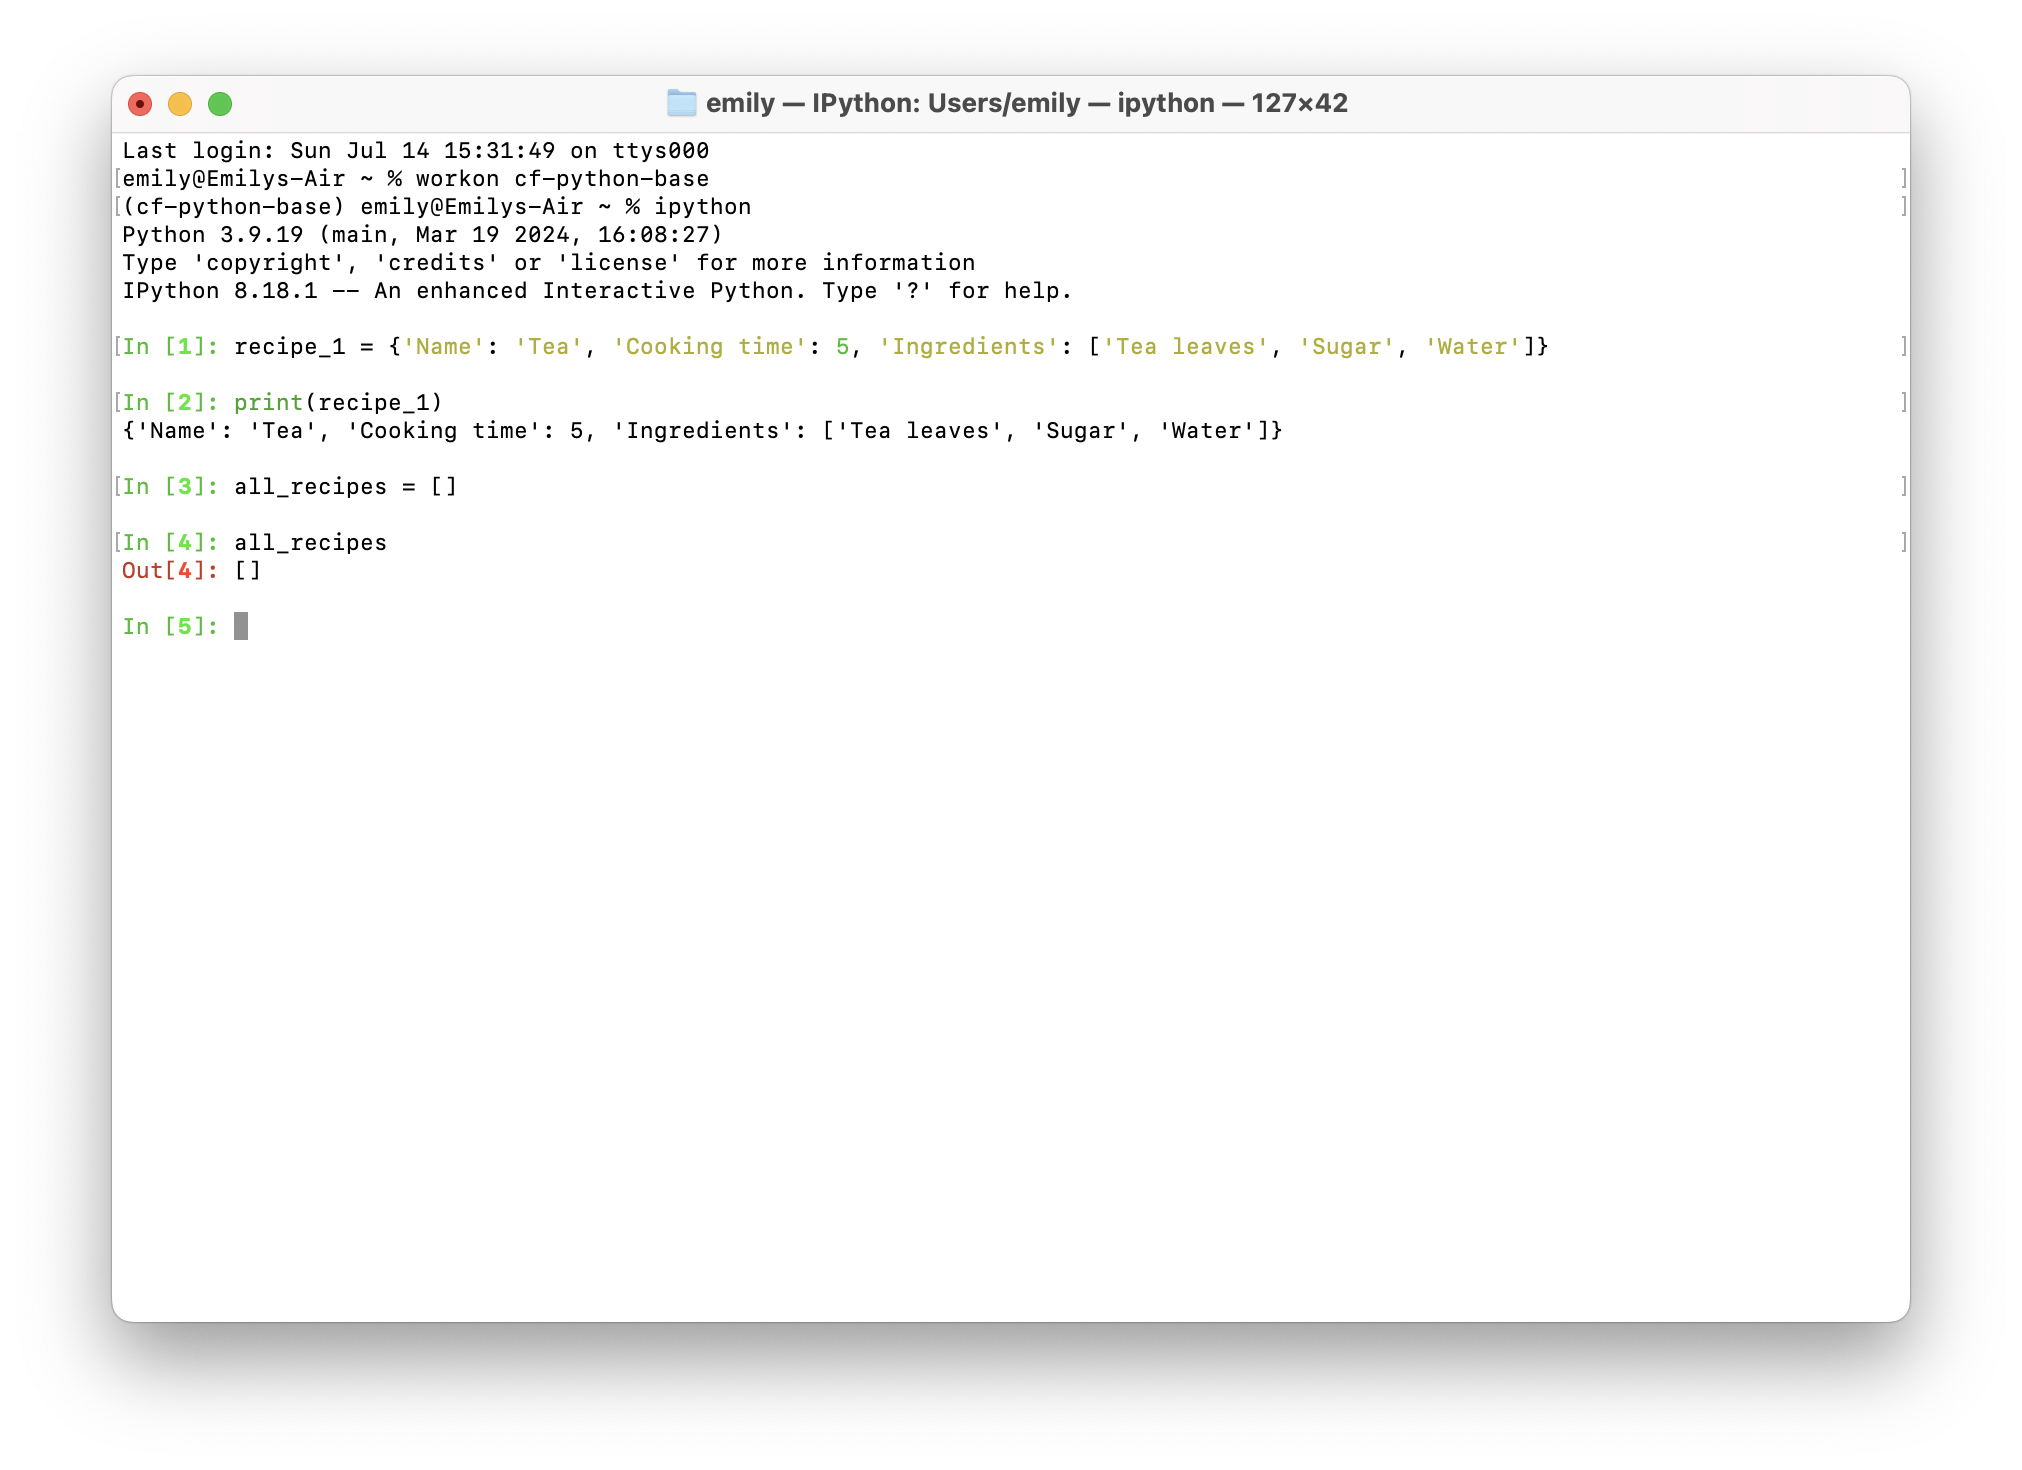 emily — IPython: Users/emily — ipython — 127×42
Last login: Sun Jul 14 15:31:49 on ttys000
[emily@Emilys-Air ~ % workon cf-python-base ]
[(cf-python-base) emily@Emilys-Air ~ % ipython ]
Python 3.9.19 (main, Mar 19 2024, 16:08:27)
Type 'copyright', 'credits' or 'license' for more information
IPython 8.18.1 -- An enhanced Interactive Python. Type '?' for help.
[In [1]: recipe_1 = {'Name': 'Tea', 'Cooking time': 5, 'Ingredients': ['Tea leaves', 'Sugar', 'Water']} ]
[In [2]: print(recipe_1) ]
{'Name': 'Tea', 'Cooking time': 5, 'Ingredients': ['Tea leaves', 'Sugar', 'Water']}
[In [3]: all_recipes = [] ]
[In [4]: all_recipes ]
Out[4]: []
In [5]: